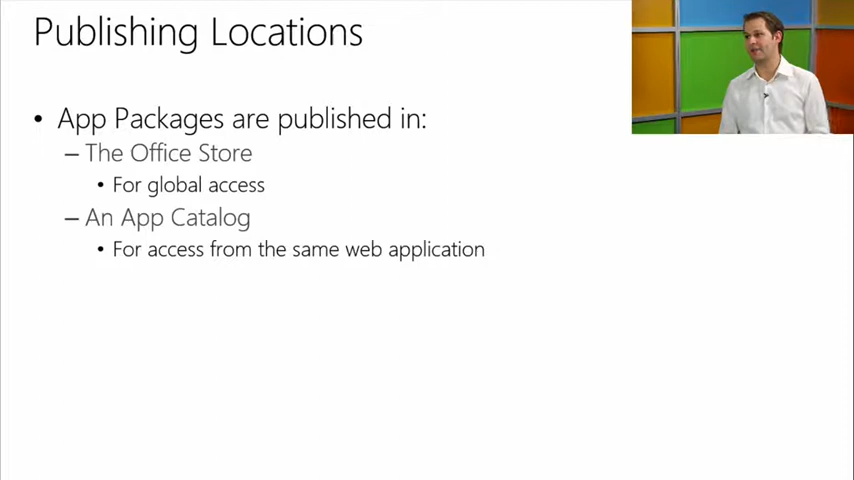 Publishing Locations
• App Packages are published in:
– The Office Store
• For global access
– An App Catalog
• For access from the same web application